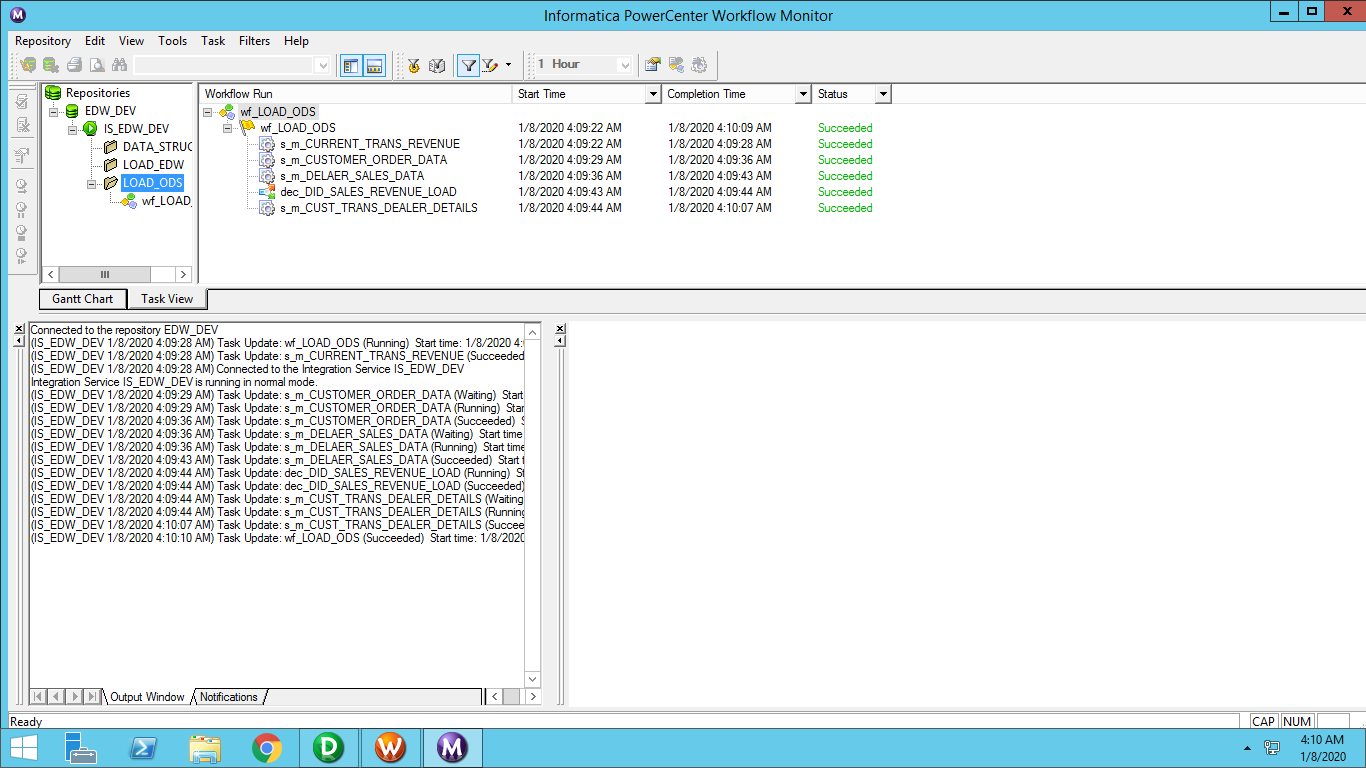 Informatica PowerCenter Workflow Monitor
Repository Edit View Tools Task Filters Help
1 Hour
Repositories
EDW_DEV
IS_EDW_DEV
DATA_STRUC
LOAD_EDW
LOAD_ODS
wf_LOAD_
Workflow Run Start Time Completion Time Status
wf_LOAD_ODS
wf_LOAD_ODS 1/8/2020 4:09:22 AM 1/8/2020 4:10:09 AM Succeeded
s_m_CURRENT_TRANS_REVENUE 1/8/2020 4:09:22 AM 1/8/2020 4:09:28 AM Succeeded
s_m_CUSTOMER_ORDER_DATA 1/8/2020 4:09:29 AM 1/8/2020 4:09:36 AM Succeeded
s_m_DELAER_SALES_DATA 1/8/2020 4:09:36 AM 1/8/2020 4:09:43 AM Succeeded
dec_DID_SALES_REVENUE_LOAD 1/8/2020 4:09:43 AM 1/8/2020 4:09:44 AM Succeeded
s_m_CUST_TRANS_DEALER_DETAILS 1/8/2020 4:09:44 AM 1/8/2020 4:10:07 AM Succeeded
Gantt Chart Task View
Connected to the repository EDW_DEV
(IS_EDW_DEV 1/8/2020 4:09:28 AM) Task Update: wf_LOAD_ODS (Running) Start time: 1/8/2020 4:
(IS_EDW_DEV 1/8/2020 4:09:28 AM) Task Update: s_m_CURRENT_TRANS_REVENUE (Succeeded
(IS_EDW_DEV 1/8/2020 4:09:28 AM) Connected to the Integration Service IS_EDW_DEV
Integration Service IS_EDW_DEV is running in normal mode.
(IS_EDW_DEV 1/8/2020 4:09:29 AM) Task Update: s_m_CUSTOMER_ORDER_DATA (Waiting) Start
(IS_EDW_DEV 1/8/2020 4:09:29 AM) Task Update: s_m_CUSTOMER_ORDER_DATA (Running) Star
(IS_EDW_DEV 1/8/2020 4:09:36 AM) Task Update: s_m_CUSTOMER_ORDER_DATA (Succeeded) S
(IS_EDW_DEV 1/8/2020 4:09:36 AM) Task Update: s_m_DELAER_SALES_DATA (Waiting) Start time
(IS_EDW_DEV 1/8/2020 4:09:36 AM) Task Update: s_m_DELAER_SALES_DATA (Running) Start time
(IS_EDW_DEV 1/8/2020 4:09:43 AM) Task Update: s_m_DELAER_SALES_DATA (Succeeded) Start t
(IS_EDW_DEV 1/8/2020 4:09:44 AM) Task Update: dec_DID_SALES_REVENUE_LOAD (Running) St
(IS_EDW_DEV 1/8/2020 4:09:44 AM) Task Update: dec_DID_SALES_REVENUE_LOAD (Succeeded)
(IS_EDW_DEV 1/8/2020 4:09:44 AM) Task Update: s_m_CUST_TRANS_DEALER_DETAILS (Waiting
(IS_EDW_DEV 1/8/2020 4:09:44 AM) Task Update: s_m_CUST_TRANS_DEALER_DETAILS (Running
(IS_EDW_DEV 1/8/2020 4:10:07 AM) Task Update: s_m_CUST_TRANS_DEALER_DETAILS (Succee
(IS_EDW_DEV 1/8/2020 4:10:10 AM) Task Update: wf_LOAD_ODS (Succeeded) Start time: 1/8/2020
Output Window Notifications
Ready CAP NUM
D W M
4:10 AM
1/8/2020